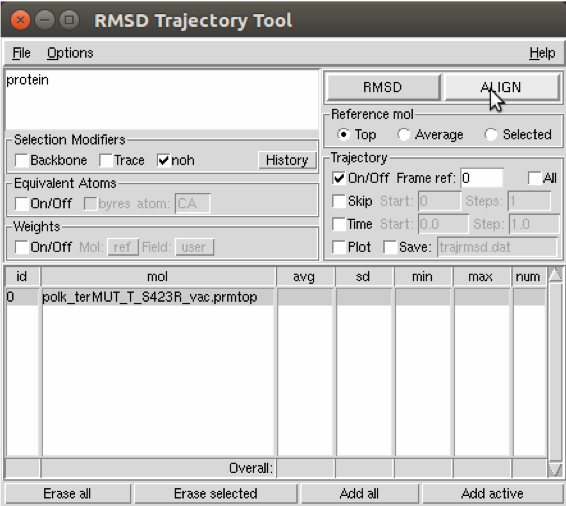 RMSD Trajectory Tool
File Options Help
protein
RMSD ALIGN
Reference mol
Top Average Selected
Selection Modifiers
Backbone Trace noh History
Trajectory
On/Off Frame ref: 0 All
Skip Start: 0 Steps: 1
Time Start: 0.0 Step: 1.0
Plot Save: trajrmsd.dat
Equivalent Atoms
On/Off byres atom: CA
Weights
On/Off Mol: ref Field: user
id mol avg sd min max num
0 polk_terMUT_T_S423R_vac.prmtop
Overall:
Erase all Erase selected Add all Add active